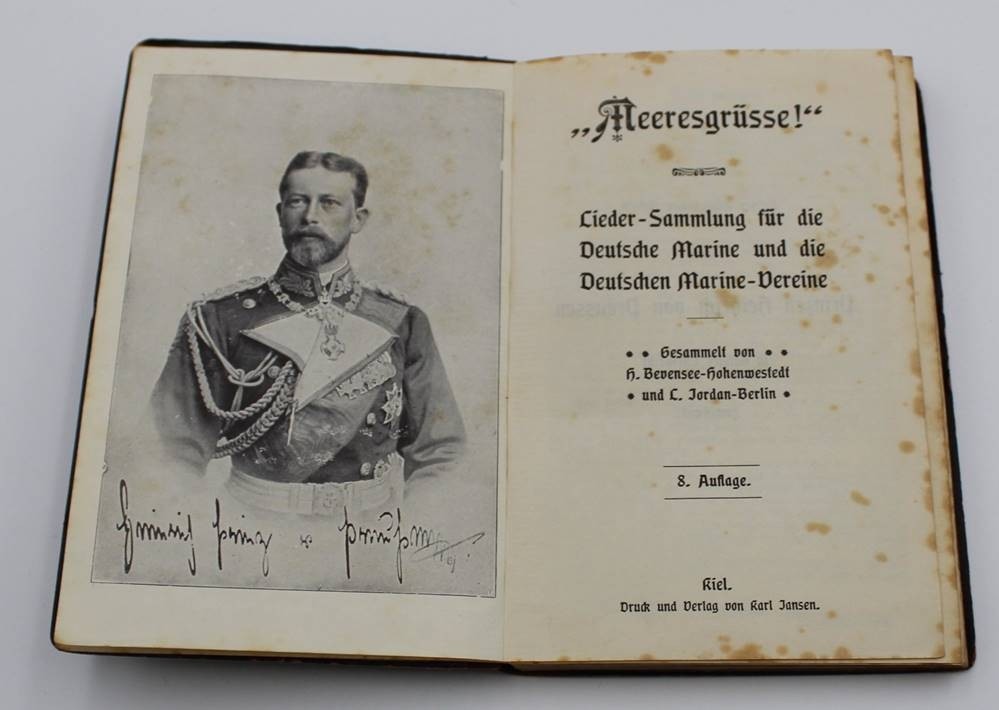 Heinrich Prinz v Preußen
„Meeresgrüsse!“
Lieder-Sammlung für die
Deutsche Marine und die
Deutschen Marine-Vereine
Gesammelt von
H. Bevensee-Hohenwestedt
und L. Jordan-Berlin
8. Auflage.
Kiel.
Druck und Verlag von Karl Jansen.